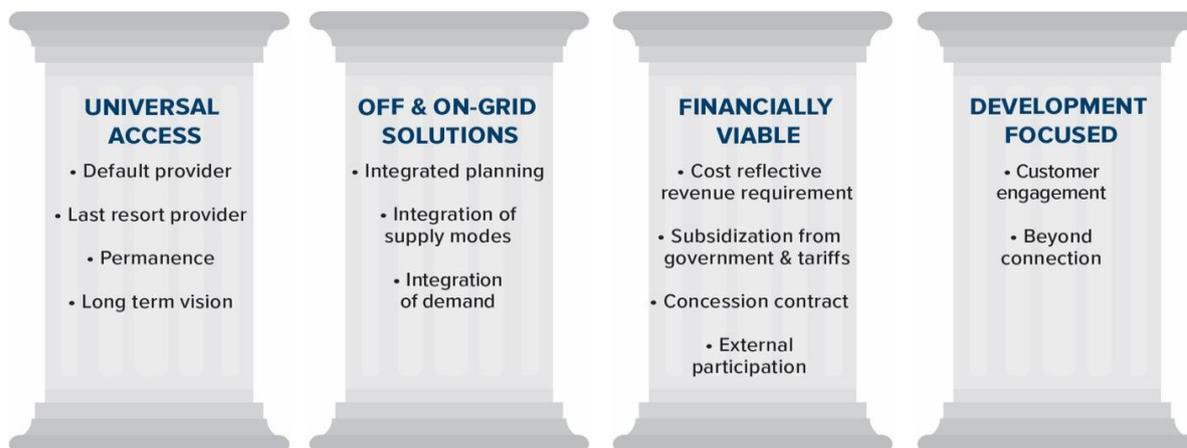 UNIVERSAL
ACCESS
• Default provider
• Last resort provider
• Permanence
• Long term vision
OFF & ON-GRID
SOLUTIONS
• Integrated planning
• Integration of
supply modes
• Integration
of demand
FINANCIALLY
VIABLE
• Cost reflective
revenue requirement
• Subsidization from
government & tariffs
• Concession contract
• External
participation
DEVELOPMENT
FOCUSED
• Customer
engagement
• Beyond
connection